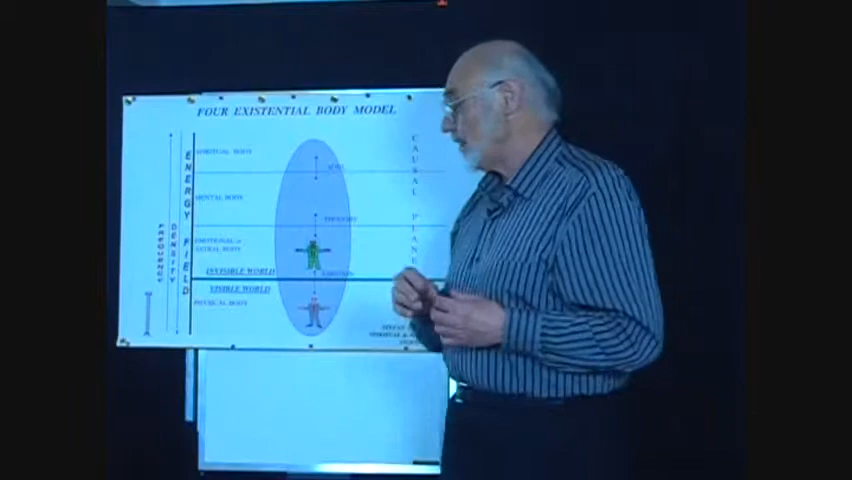 FOUR EXISTENTIAL BODY MODEL
SPIRITUAL BODY
MENTAL BODY
EMOTIONAL or
ASTRAL BODY
INVISIBLE WORLD
VISIBLE WORLD
PHYSICAL BODY
ENERGY FIELD
DENSITY
FREQUENCY
CAUSAL PLANE